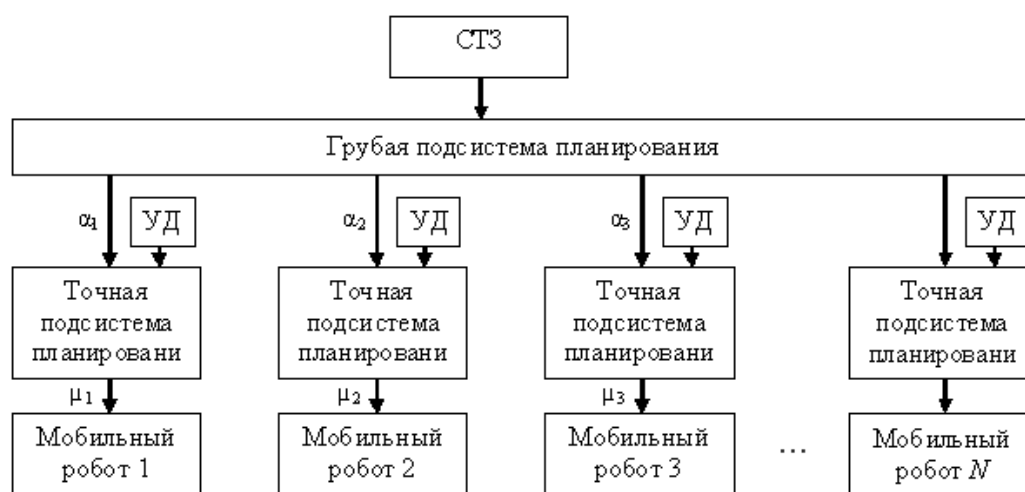 СТЗ
Грубая подсистема планирования
α1 УД α2 УД α3 УД УД
Точная
подсистема
планировани
Точная
подсистема
планировани
Точная
подсистема
планировани
Точная
подсистема
планировани
μ1 μ2 μ3
Мобильный
робот 1
Мобильный
робот 2
Мобильный
робот 3
...
Мобильный
робот N